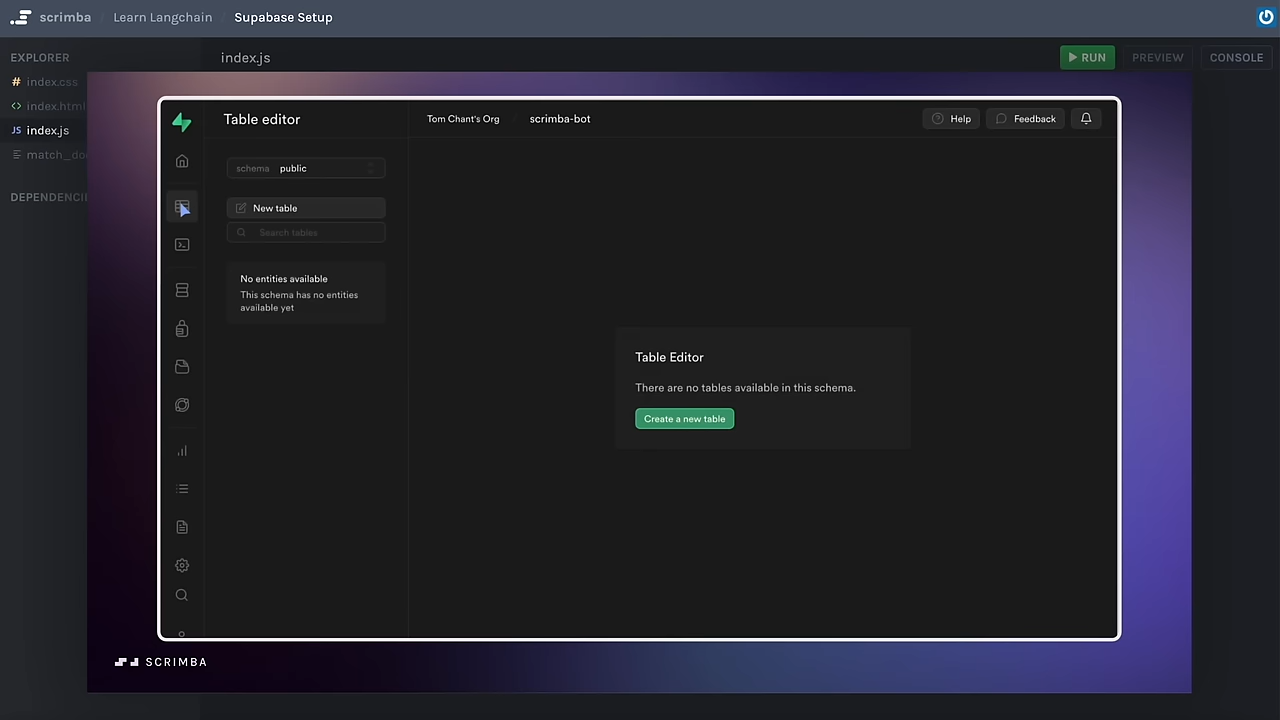 scrimba / Learn Langchain / Supabase Setup
EXPLORER
# index.css
<> index.html
JS index.js
match_do
DEPENDENCI
index.js
RUN
PREVIEW
CONSOLE
Table editor
Tom Chant's Org
scrimba-bot
Help
Feedback
schema public
New table
Search tables
No entities available
This schema has no entities
available yet
Table Editor
There are no tables available in this schema.
Create a new table
SCRIMBA